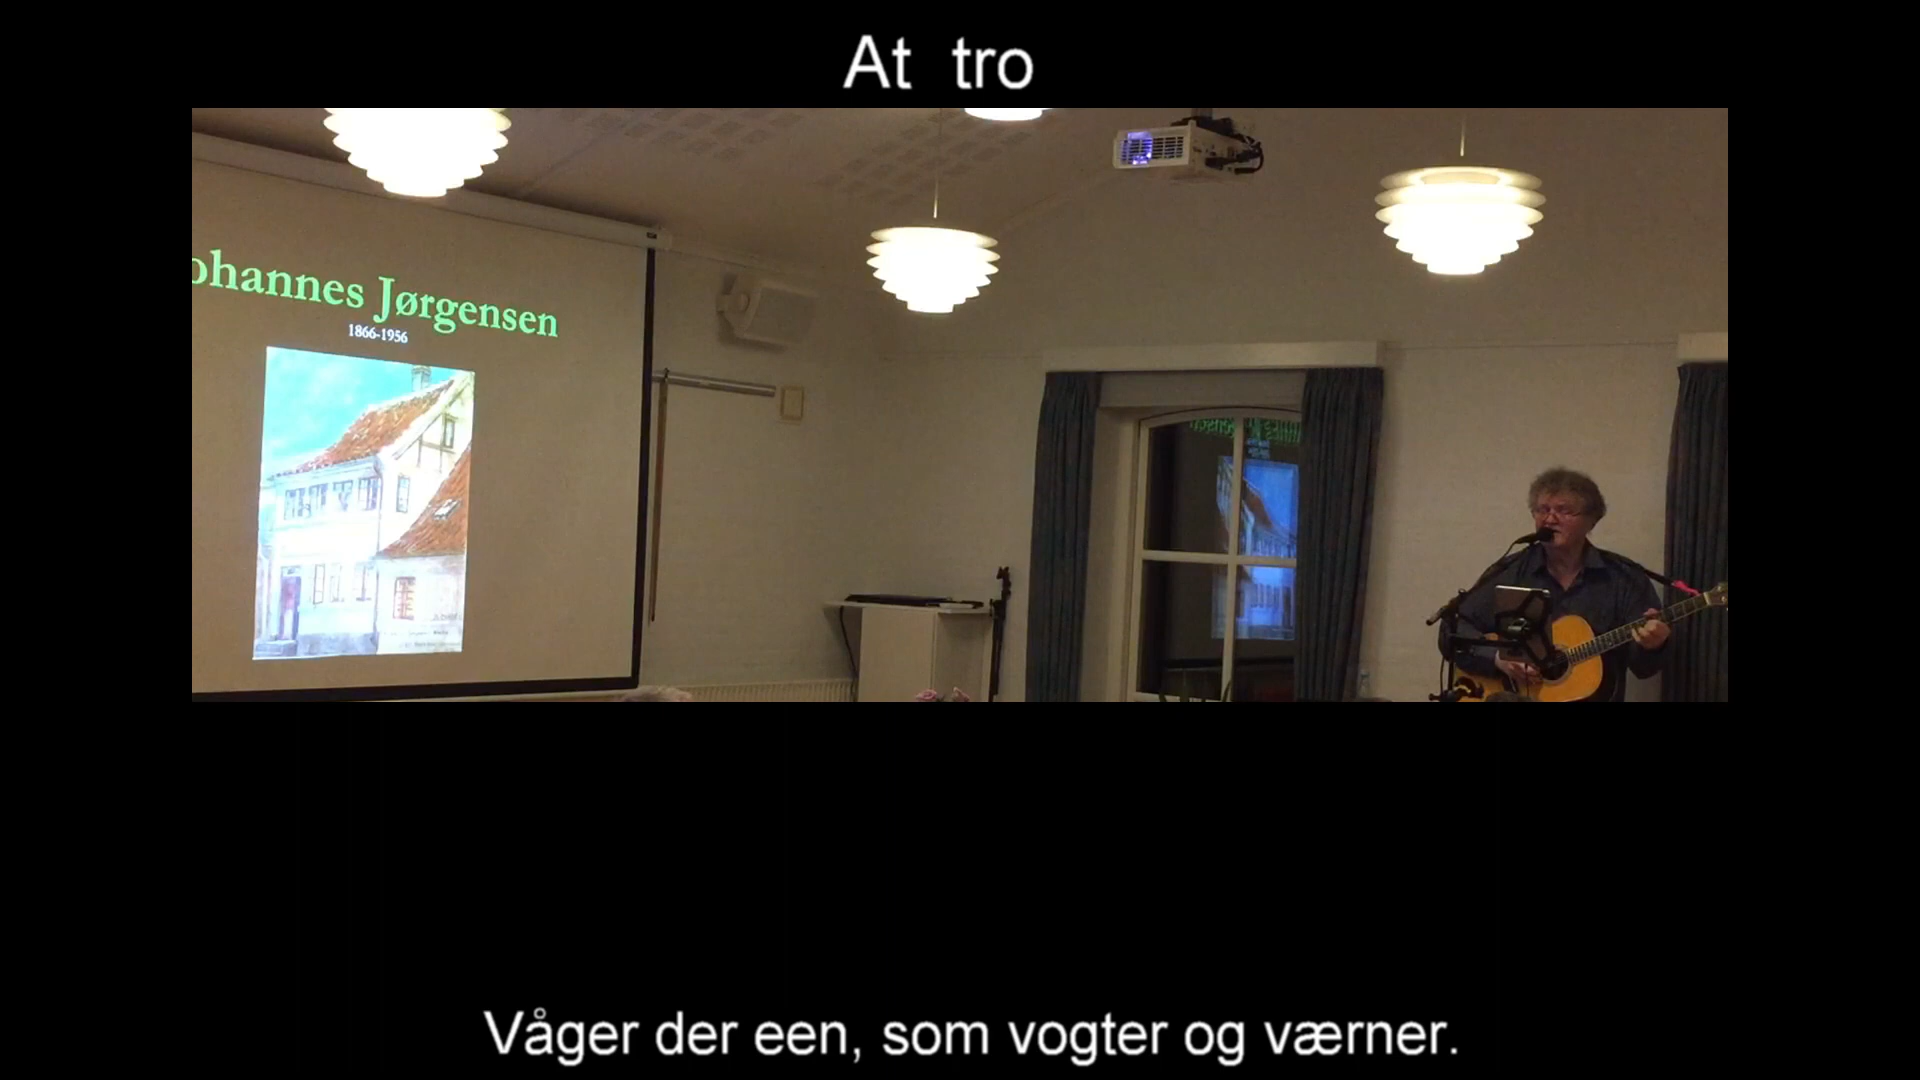 At tro
ohannes Jørgensen
1866-1956
Våger der een, som vogter og værner.